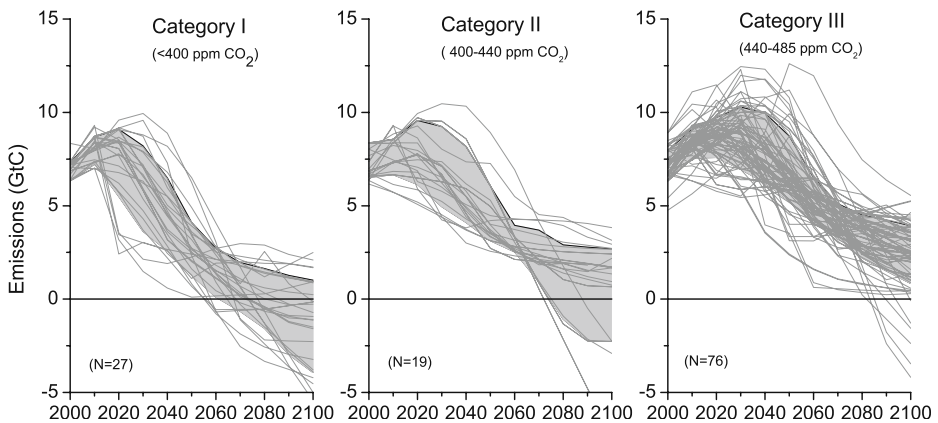 Category I
(<400 ppm CO2)
Category II
( 400-440 ppm CO2)
Category III
(440-485 ppm CO2)
Emissions (GtC)
15
10
5
0
-5
15
10
5
0
-5
15
10
5
0
-5
(N=27)
(N=19)
(N=76)
2000 2020 2040 2060 2080 2100
2000 2020 2040 2060 2080 2100
2000 2020 2040 2060 2080 2100